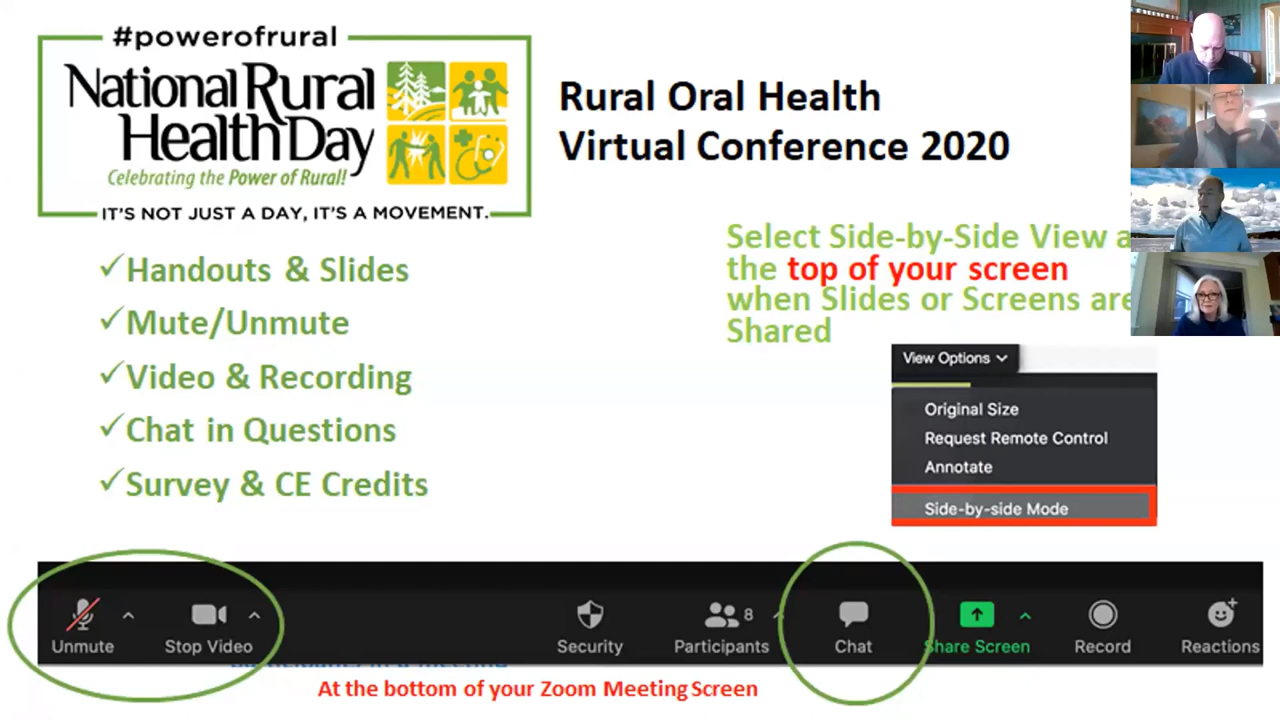 #powerofrural
National Rural
Health Day
Celebrating the Power of Rural!
IT'S NOT JUST A DAY, IT'S A MOVEMENT.
Rural Oral Health
Virtual Conference 2020
✓Handouts & Slides
✓Mute/Unmute
✓Video & Recording
✓Chat in Questions
✓Survey & CE Credits
Select Side-by-Side View
the top of your screen
when Slides or Screens are
Shared
View Options
Original Size
Request Remote Control
Annotate
Side-by-side Mode
Unmute Stop Video Security Participants 8 Chat Share Screen Record Reactions
At the bottom of your Zoom Meeting Screen